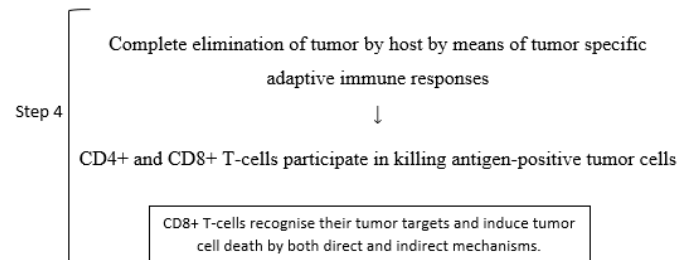 Complete elimination of tumor by host by means of tumor specific
adaptive immune responses
Step 4
↓
CD4+ and CD8+ T-cells participate in killing antigen-positive tumor cells
CD8+ T-cells recognise their tumor targets and induce tumor
cell death by both direct and indirect mechanisms.